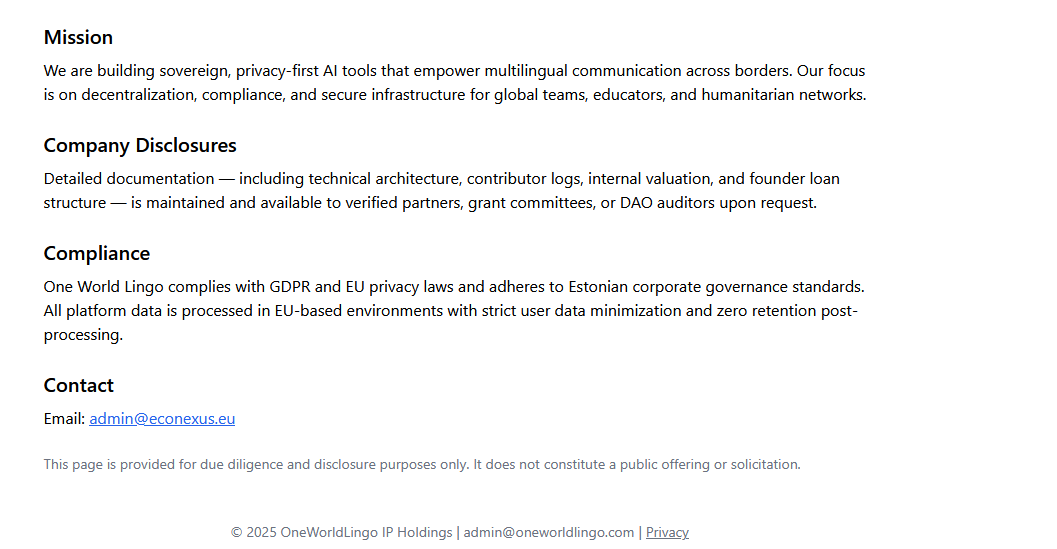 Mission
We are building sovereign, privacy-first AI tools that empower multilingual communication across borders. Our focus
is on decentralization, compliance, and secure infrastructure for global teams, educators, and humanitarian networks.
Company Disclosures
Detailed documentation — including technical architecture, contributor logs, internal valuation, and founder loan
structure — is maintained and available to verified partners, grant committees, or DAO auditors upon request.
Compliance
One World Lingo complies with GDPR and EU privacy laws and adheres to Estonian corporate governance standards.
All platform data is processed in EU-based environments with strict user data minimization and zero retention post-
processing.
Contact
Email: admin@econexus.eu
This page is provided for due diligence and disclosure purposes only. It does not constitute a public offering or solicitation.
© 2025 OneWorldLingo IP Holdings | admin@oneworldlingo.com | Privacy